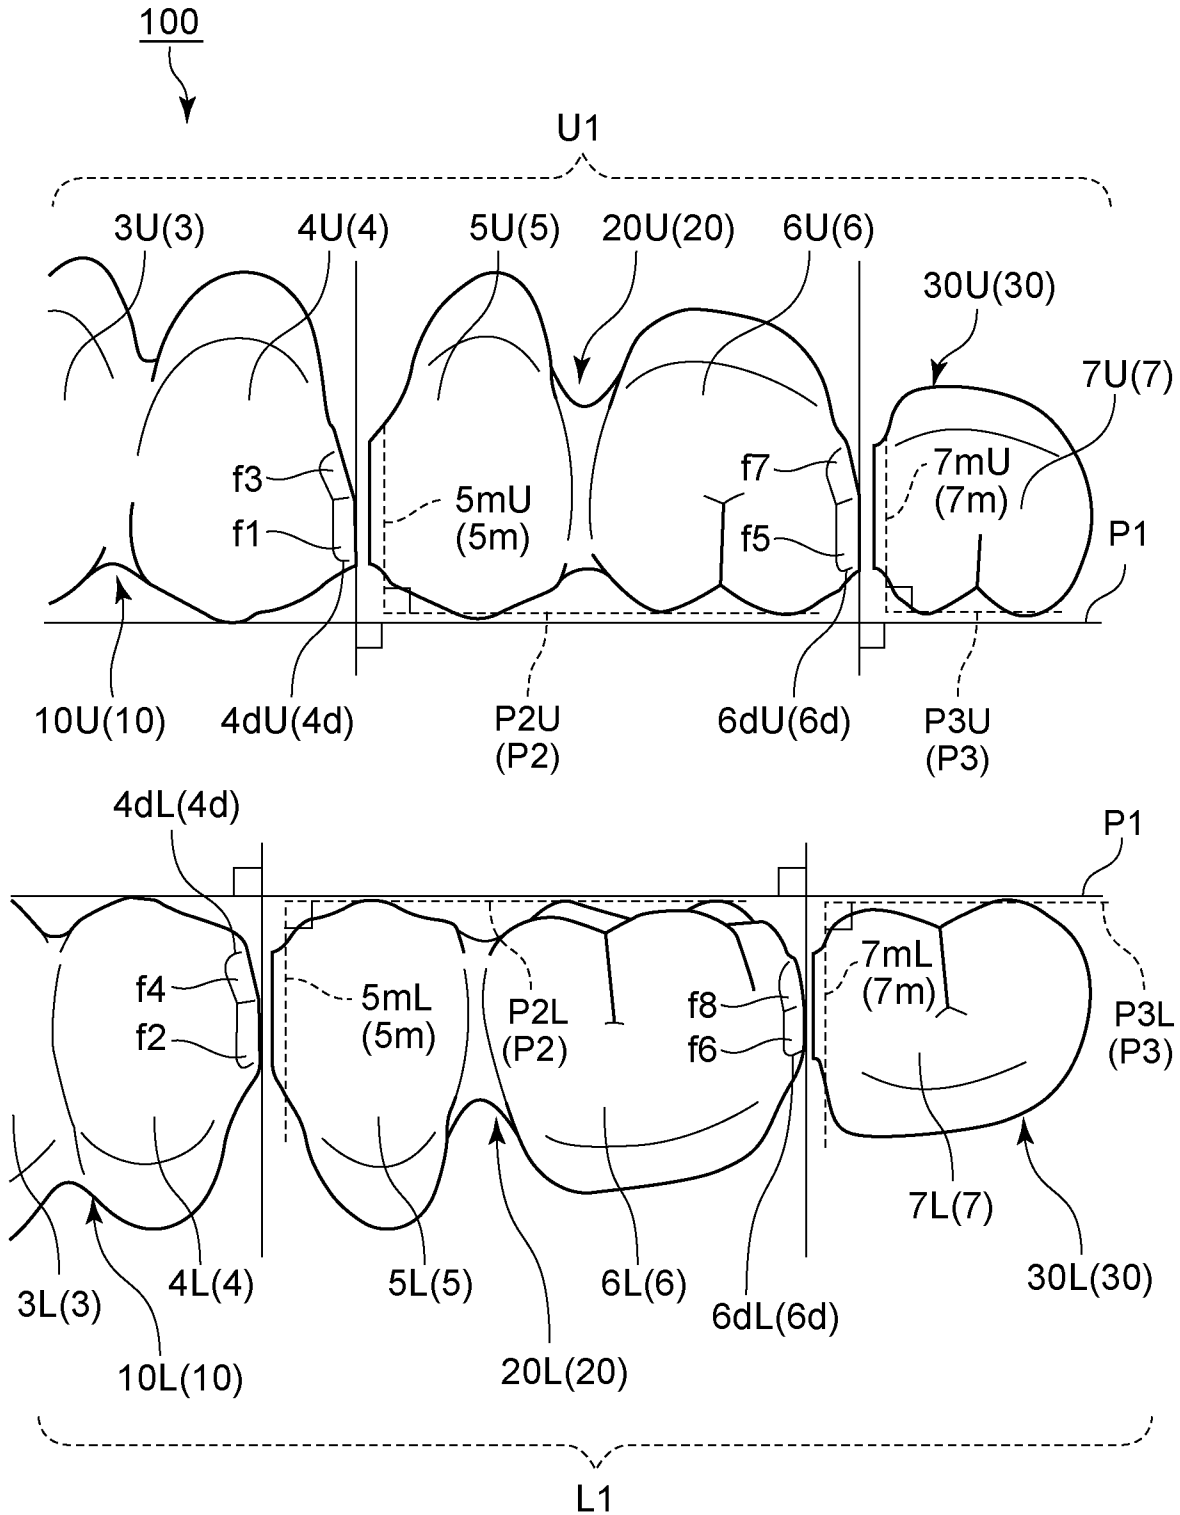 100
U1
3U(3) 4U(4) 5U(5) 20U(20) 6U(6)
30U(30)
7U(7)
f3 f7 7mU
5mU (7m)
f1 (5m) f5 P1
10U(10) 4dU(4d) P2U 6dU(6d) P3U
(P2) (P3)
4dL(4d)
P1
7mL
f4 5mL f8 (7m)
P2L P3L
f2 (5m) (P2) f6 (P3)
7L(7)
3L(3) 4L(4) 5L(5) 6L(6) 30L(30)
6dL(6d)
10L(10) 20L(20)
L1